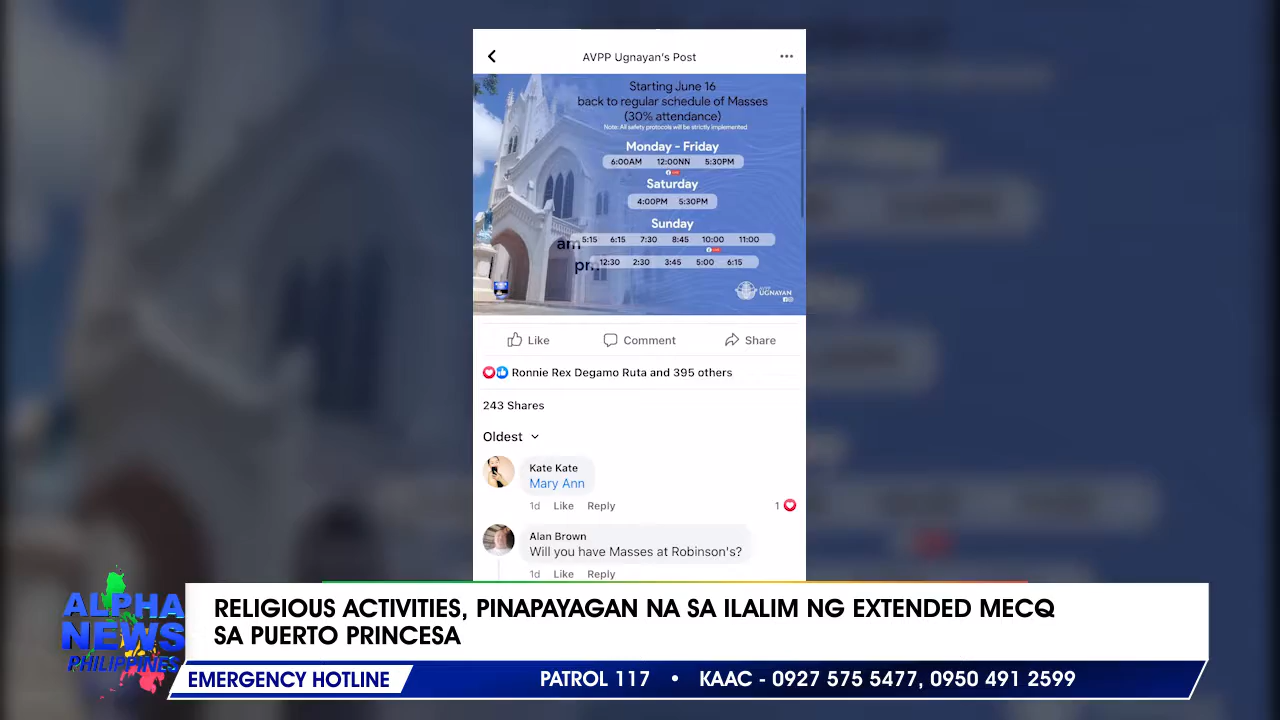 AVPP Ugnayan's Post
Starting June 16
back to regular schedule of Masses
(30% attendance)
Note: All safety protocols will be strictly implemented
Monday - Friday
6:00AM 12:00NN 5:30PM
Saturday
4:00PM 5:30PM
Sunday
am 5:15 6:15 7:30 8:45 10:00 11:00
pm 12:30 2:30 3:45 5:00 6:15
AVPP
UGNAYAN
Like Comment Share
Ronnie Rex Degamo Ruta and 395 others
243 Shares
Oldest
Kate Kate
Mary Ann
1d Like Reply 1
Alan Brown
Will you have Masses at Robinson's?
1d Like Reply
ALPHA
NEWS
PHILIPPINES
RELIGIOUS ACTIVITIES, PINAPAYAGAN NA SA ILALIM NG EXTENDED MECQ
SA PUERTO PRINCESA
EMERGENCY HOTLINE PATROL 117 • KAAC - 0927 575 5477, 0950 491 2599